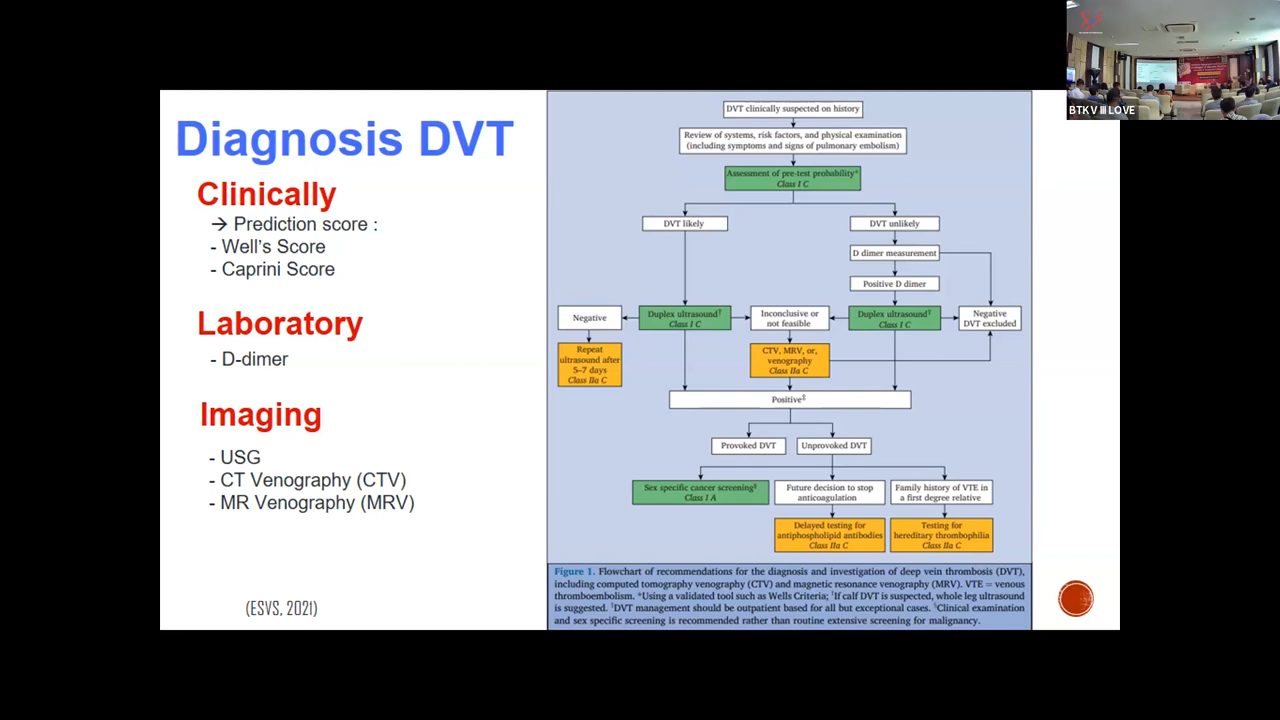 Diagnosis DVT
Clinically
→ Prediction score :
- Well's Score
- Caprini Score
Laboratory
- D-dimer
Imaging
- USG
- CT Venography (CTV)
- MR Venography (MRV)
(ESVS, 2021)
DVT clinically suspected on history
Review of systems, risk factors, and physical examination
(including symptoms and signs of pulmonary embolism)
Assessment of pre-test probability*
Class I C
DVT likely
DVT unlikely
D dimer measurement
Positive D dimer
Negative
Duplex ultrasound†
Class I C
Inconclusive or
not feasible
Duplex ultrasound†
Class I C
Negative
DVT excluded
Repeat
ultrasound after
5–7 days
Class IIa C
CTV, MRV, or,
venography
Class IIa C
Positive‡
Provoked DVT
Unprovoked DVT
Sex specific cancer screening§
Class I A
Future decision to stop
anticoagulation
Family history of VTE in
a first degree relative
Delayed testing for
antiphospholipid antibodies
Class IIa C
Testing for
hereditary thrombophilia
Class IIa C
Figure 1. Flowchart of recommendations for the diagnosis and investigation of deep vein thrombosis (DVT),
including computed tomography venography (CTV) and magnetic resonance venography (MRV). VTE = venous
thromboembolism. *Using a validated tool such as Wells Criteria; †If calf DVT is suspected, whole leg ultrasound
is suggested. ‡DVT management should be outpatient based for all but exceptional cases. §Clinical examination
and sex specific screening is recommended rather than routine extensive screening for malignancy.
BTKV III LOVE